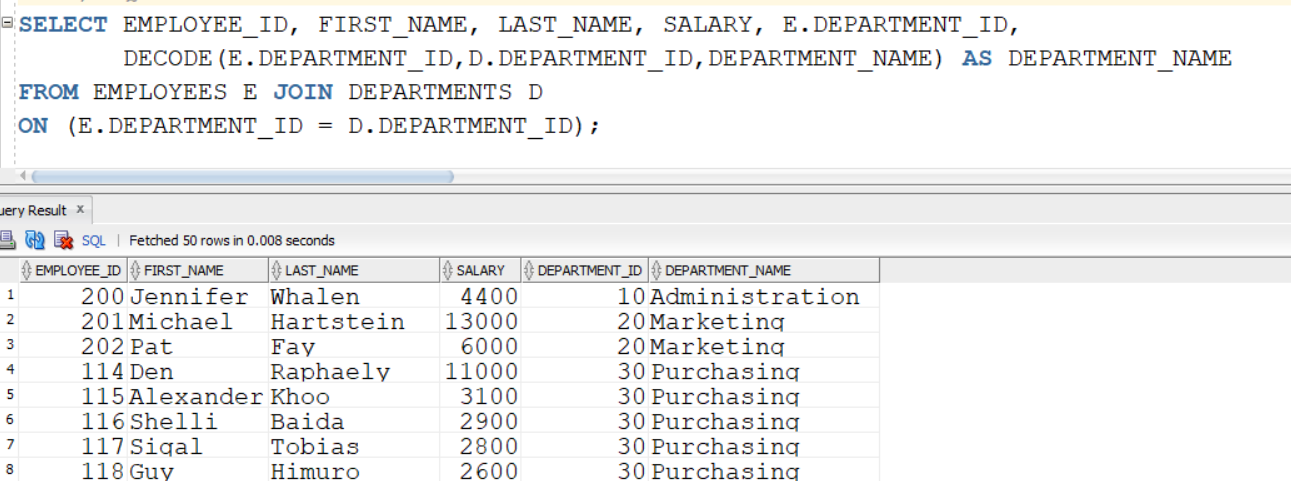 SELECT EMPLOYEE_ID, FIRST_NAME, LAST_NAME, SALARY, E.DEPARTMENT_ID,
DECODE(E.DEPARTMENT_ID,D.DEPARTMENT_ID,DEPARTMENT_NAME) AS DEPARTMENT_NAME
FROM EMPLOYEES E JOIN DEPARTMENTS D
ON (E.DEPARTMENT_ID = D.DEPARTMENT_ID);
uery Result x
SQL | Fetched 50 rows in 0.008 seconds
EMPLOYEE_ID FIRST_NAME LAST_NAME SALARY DEPARTMENT_ID DEPARTMENT_NAME
1 200 Jennifer Whalen 4400 10 Administration
2 201 Michael Hartstein 13000 20 Marketing
3 202 Pat Fay 6000 20 Marketing
4 114 Den Raphaely 11000 30 Purchasing
5 115 Alexander Khoo 3100 30 Purchasing
6 116 Shelli Baida 2900 30 Purchasing
7 117 Sigal Tobias 2800 30 Purchasing
8 118 Guy Himuro 2600 30 Purchasing